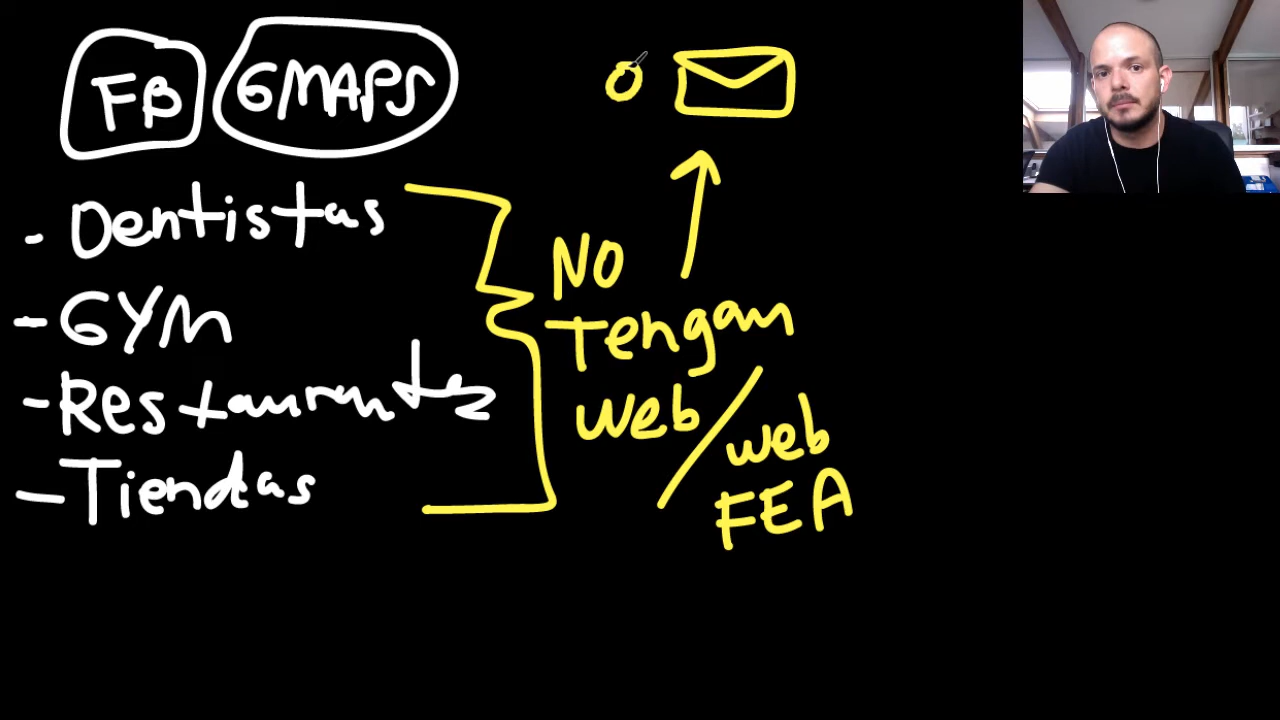 FB GMAPS
- Dentistas
- GYM
- Restaurantes
- Tiendas
NO
Tengan
web /
web
FEA